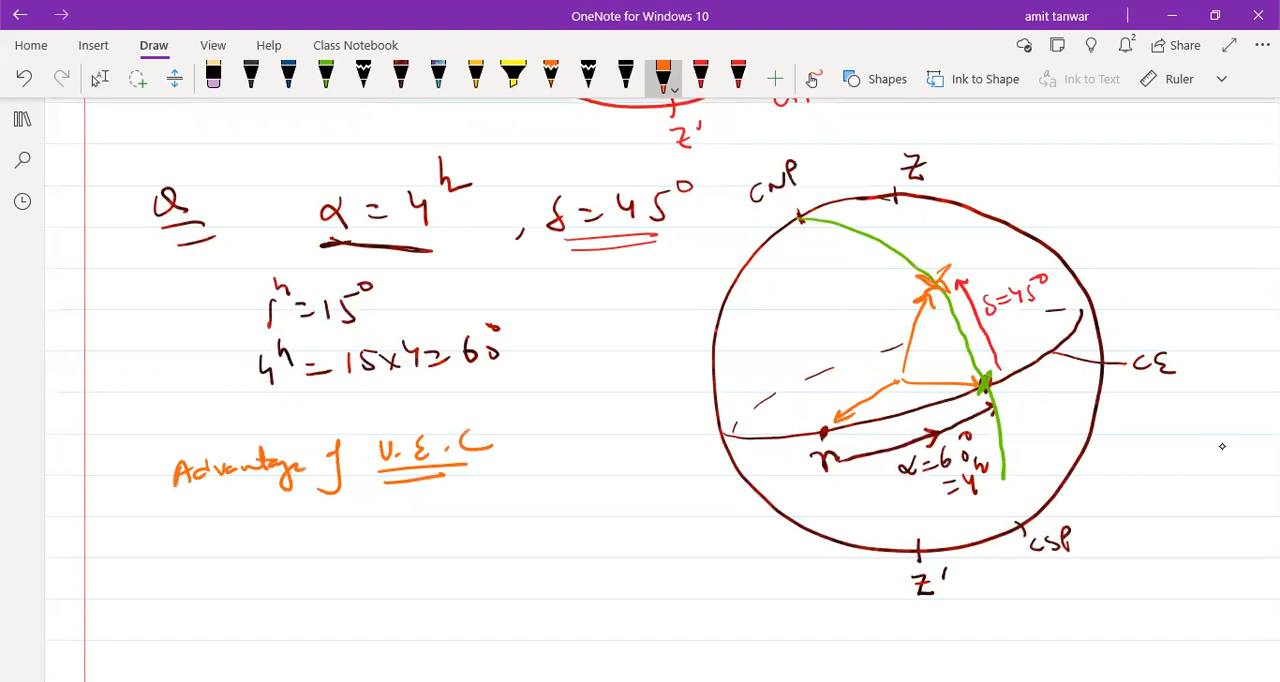 OneNote for Windows 10
amit tanwar
Home Insert Draw View Help Class Notebook
Share
Shapes Ink to Shape Ink to Text Ruler
Z'
Q α = 4ʰ , δ = 45°
1ʰ = 15°
4ʰ = 15×4 = 60°
Advantage of U.E.C
CNP
Z
δ=45°
CE
α=60°
=4ʰ
CSP
Z'